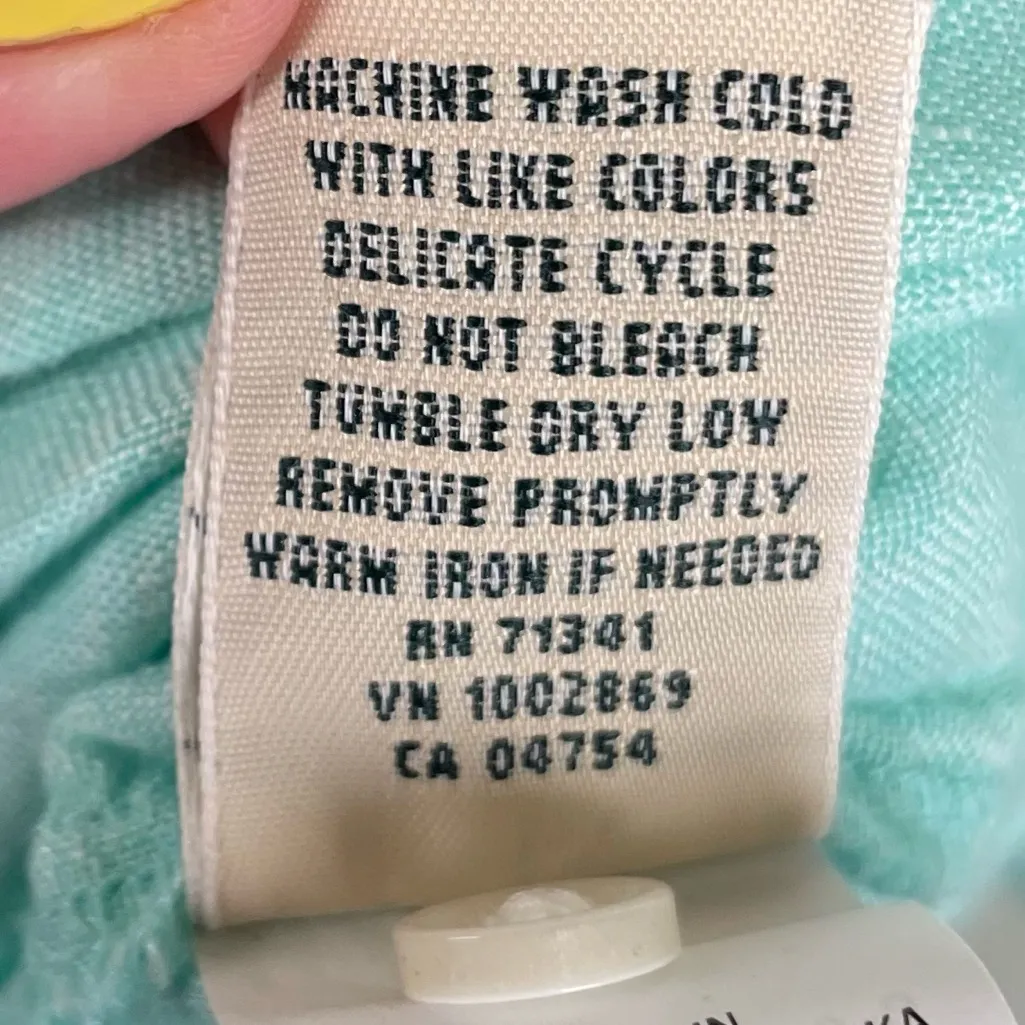 MACHINE WASH COLD
WITH LIKE COLORS
DELICATE CYCLE
DO NOT BLEACH
TUMBLE DRY LOW
REMOVE PROMPTLY
WARM IRON IF NEEDED
RN 71341
VN 1002869
CA 04754